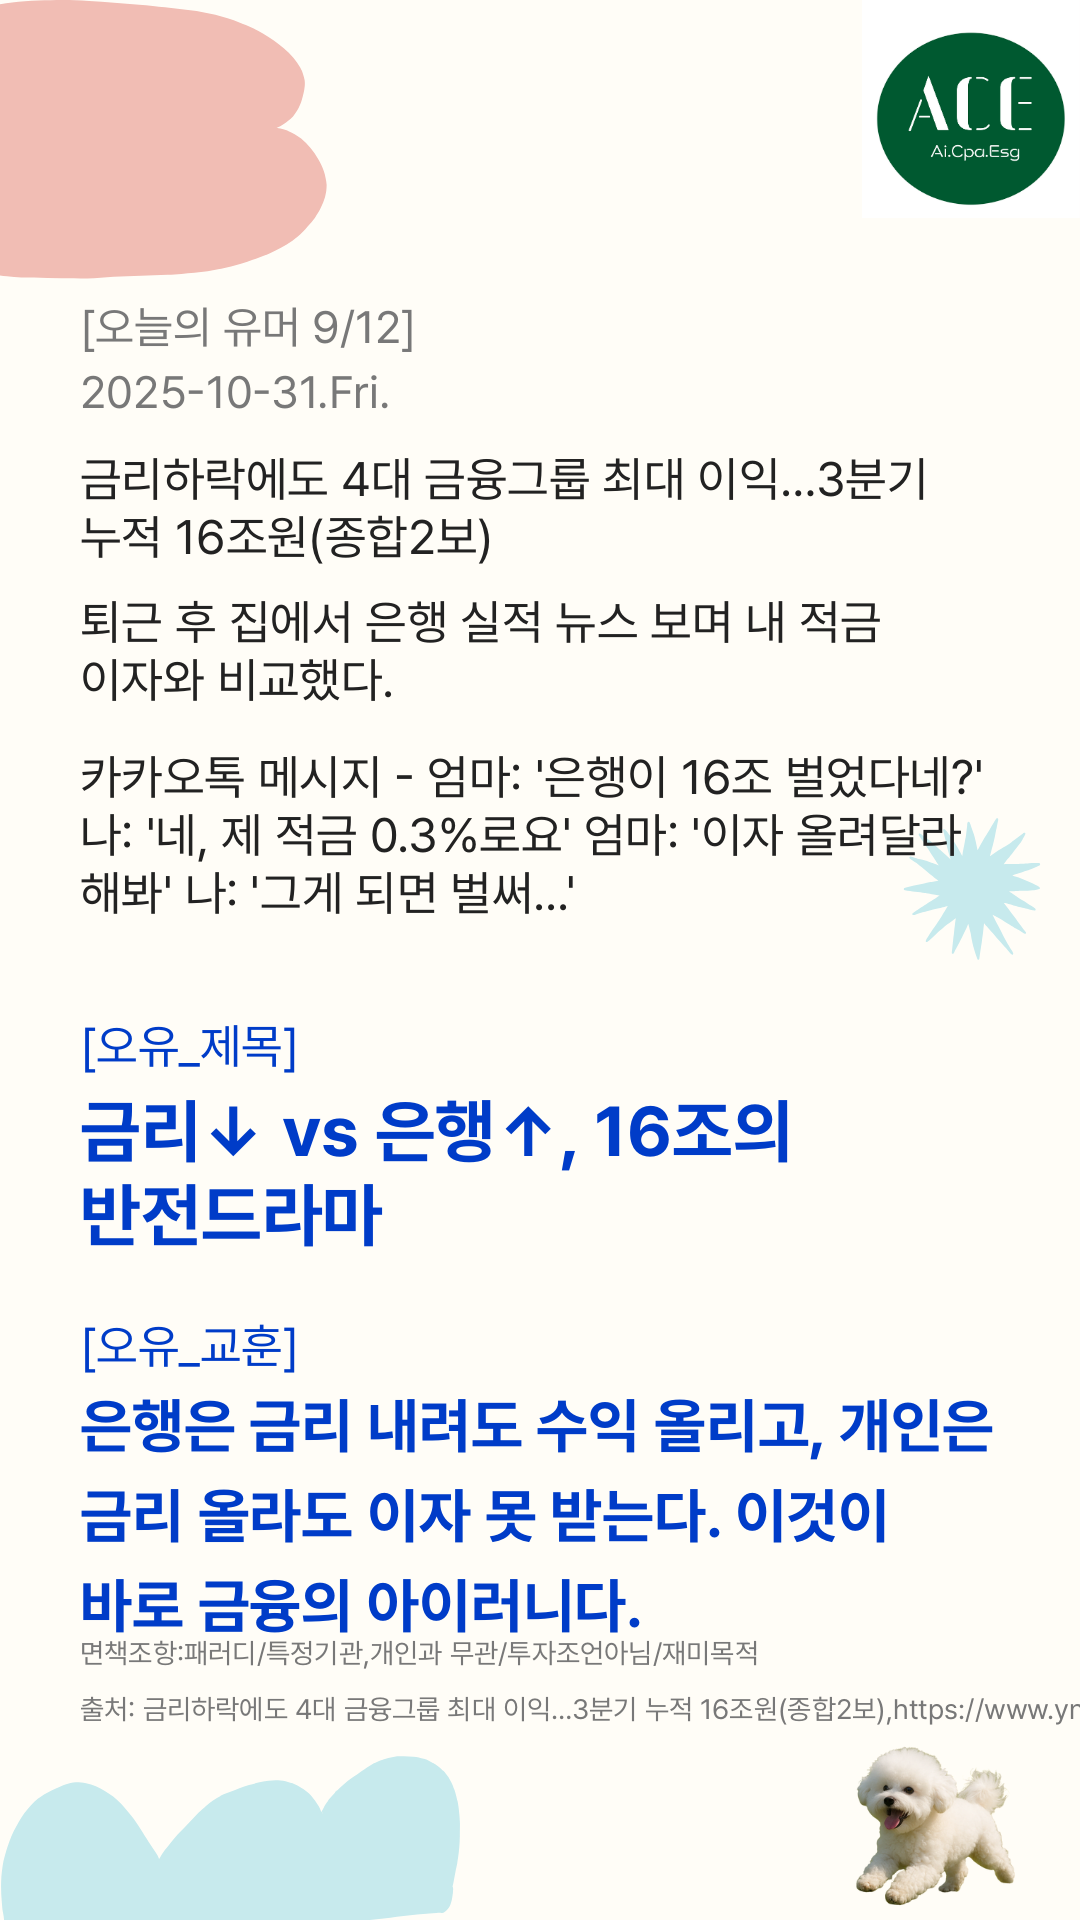 ACE
Ai.Cpa.Esg
[오늘의 유머 9/12]
2025-10-31.Fri.
금리하락에도 4대 금융그룹 최대 이익…3분기
누적 16조원(종합2보)
퇴근 후 집에서 은행 실적 뉴스 보며 내 적금
이자와 비교했다.
카카오톡 메시지 - 엄마: '은행이 16조 벌었다네?'
나: '네, 제 적금 0.3%로요' 엄마: '이자 올려달라
해봐' 나: '그게 되면 벌써...'
[오유_제목]
금리↓ vs 은행↑, 16조의
반전드라마
[오유_교훈]
은행은 금리 내려도 수익 올리고, 개인은
금리 올라도 이자 못 받는다. 이것이
바로 금융의 아이러니다.
면책조항:패러디/특정기관,개인과 무관/투자조언아님/재미목적
출처: 금리하락에도 4대 금융그룹 최대 이익…3분기 누적 16조원(종합2보),https://www.yn